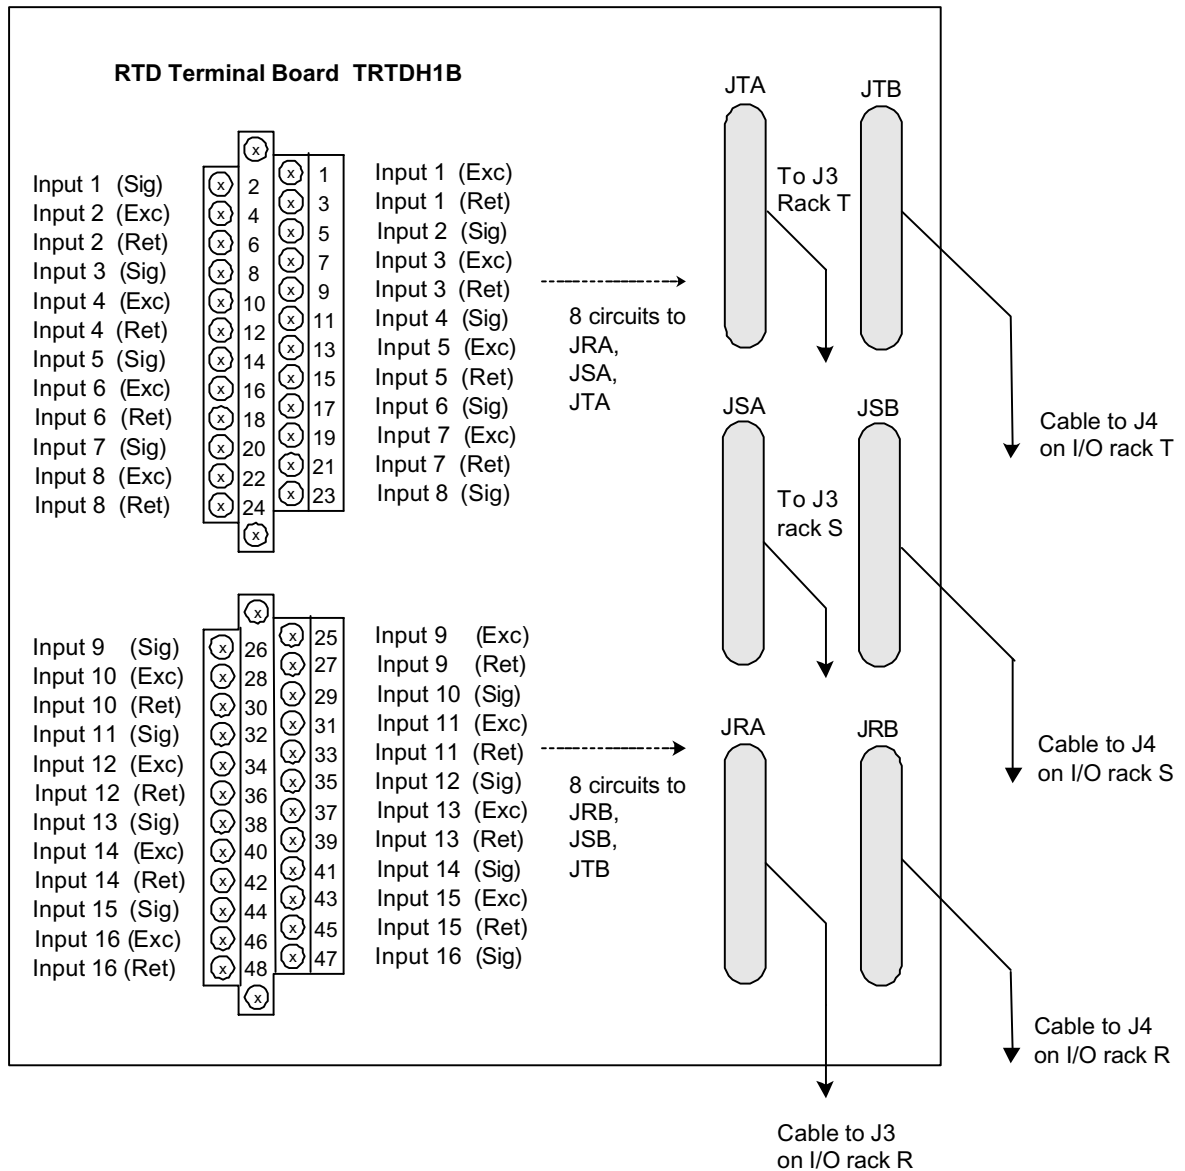 RTD Terminal Board TRTDH1B
Input 1 (Sig)
Input 2 (Exc)
Input 2 (Ret)
Input 3 (Sig)
Input 4 (Exc)
Input 4 (Ret)
Input 5 (Sig)
Input 6 (Exc)
Input 6 (Ret)
Input 7 (Sig)
Input 8 (Exc)
Input 8 (Ret)
x
x 2
x 4
x 6
x 8
x 10
x 12
x 14
x 16
x 18
x 20
x 22
x 24
x
x 1
x 3
x 5
x 7
x 9
x 11
x 13
x 15
x 17
x 19
x 21
x 23
Input 1 (Exc)
Input 1 (Ret)
Input 2 (Sig)
Input 3 (Exc)
Input 3 (Ret)
Input 4 (Sig)
Input 5 (Exc)
Input 5 (Ret)
Input 6 (Sig)
Input 7 (Exc)
Input 7 (Ret)
Input 8 (Sig)
8 circuits to
JRA,
JSA,
JTA
Input 9 (Sig)
Input 10 (Exc)
Input 10 (Ret)
Input 11 (Sig)
Input 12 (Exc)
Input 12 (Ret)
Input 13 (Sig)
Input 14 (Exc)
Input 14 (Ret)
Input 15 (Sig)
Input 16 (Exc)
Input 16 (Ret)
x
x 26
x 28
x 30
x 32
x 34
x 36
x 38
x 40
x 42
x 44
x 46
x 48
x
x 25
x 27
x 29
x 31
x 33
x 35
x 37
x 39
x 41
x 43
x 45
x 47
Input 9 (Exc)
Input 9 (Ret)
Input 10 (Sig)
Input 11 (Exc)
Input 11 (Ret)
Input 12 (Sig)
Input 13 (Exc)
Input 13 (Ret)
Input 14 (Sig)
Input 15 (Exc)
Input 15 (Ret)
Input 16 (Sig)
8 circuits to
JRB,
JSB,
JTB
JTA
JTB
To J3
Rack T
Cable to J4
on I/O rack T
JSA
JSB
To J3
rack S
Cable to J4
on I/O rack S
JRA
JRB
Cable to J4
on I/O rack R
Cable to J3
on I/O rack R